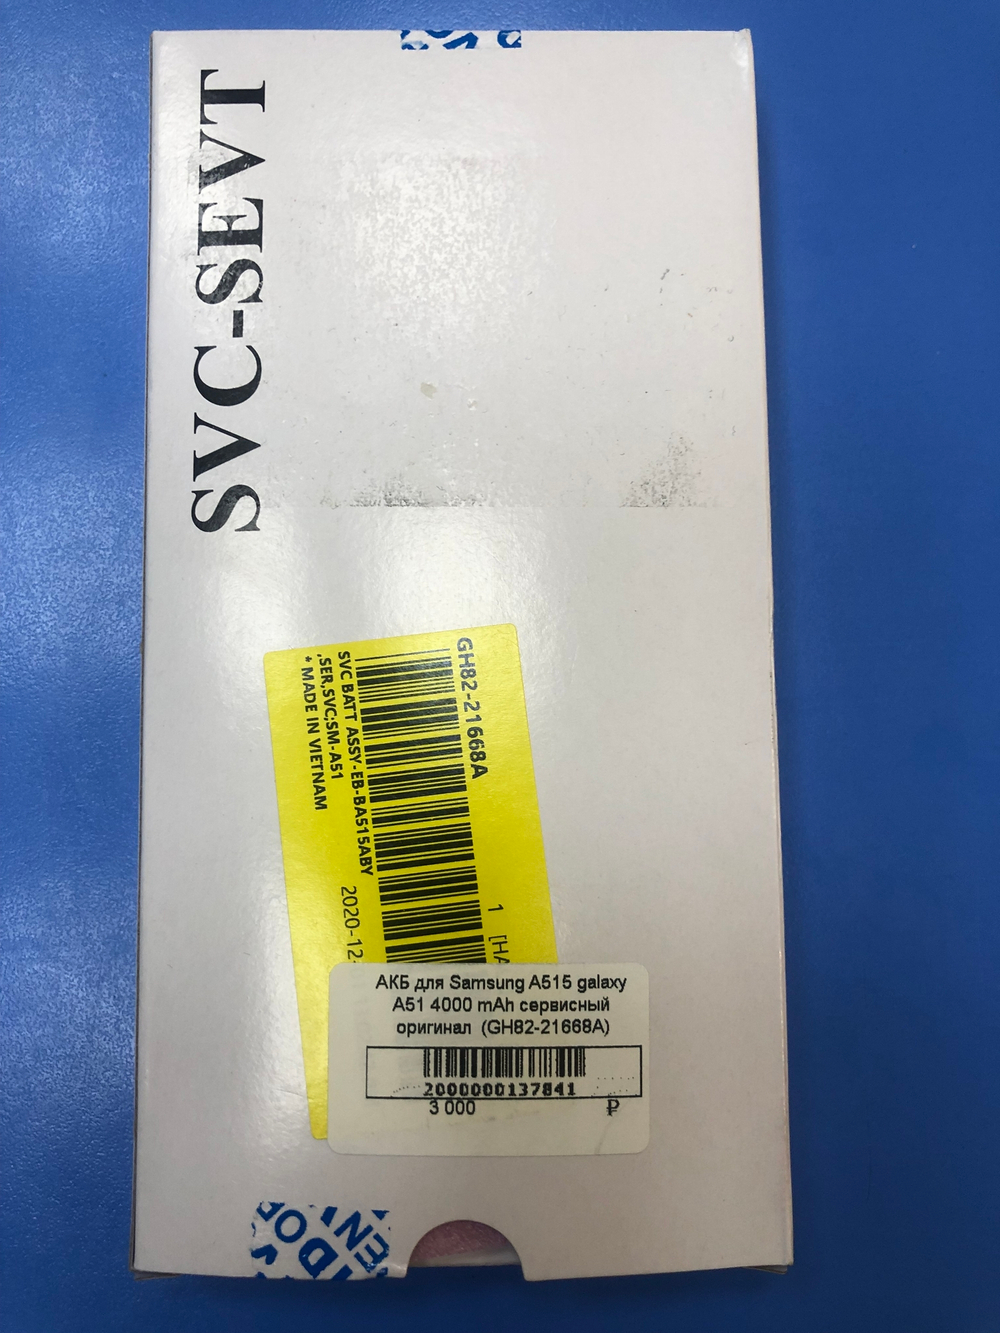 SVC-SEVT
GH82-21668A
1 [HA
SVC BATT ASSY-EB-BA515ABY
2020-12-
,SER,SVC;SM-A51
* MADE IN VIETNAM
АКБ для Samsung A515 galaxy
A51 4000 mAh сервисный
оригинал (GH82-21668A)
2000000137841
3 000 ₽